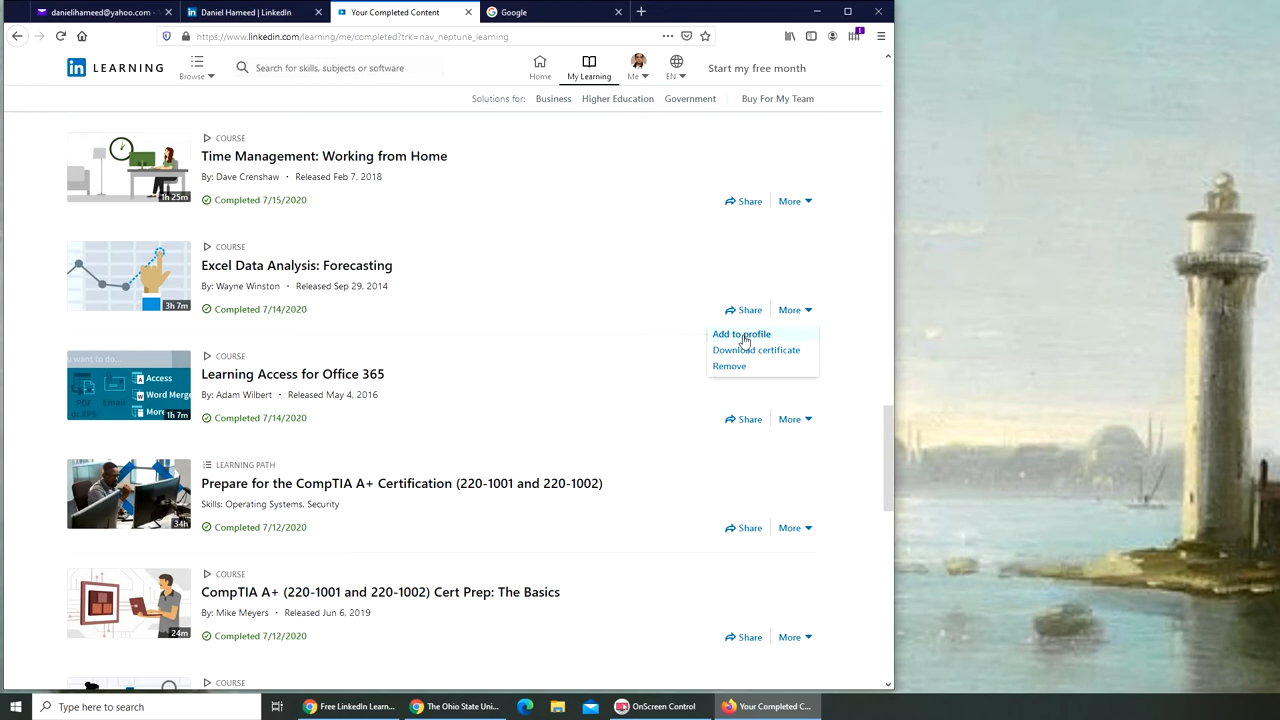 danielihameed@yahoo.com -
Daniel Hameed | LinkedIn
Your Completed Content
Google
https://www.linkedin.com/learning/me/completed?trk=nav_neptune_learning
in LEARNING
Browse
Search for skills, subjects or software
Home
My Learning
Me
EN
Start my free month
Solutions for:
Business
Higher Education
Government
Buy For My Team
COURSE
Time Management: Working from Home
By: Dave Crenshaw • Released Feb 7, 2018
1h 25m
Completed 7/15/2020
Share
More
COURSE
Excel Data Analysis: Forecasting
By: Wayne Winston • Released Sep 29, 2014
3h 7m
Completed 7/14/2020
Share
More
Add to profile
Download certificate
Remove
COURSE
u want to do...
Access
PDF or XPS
Email
Word Merge
More
1h 7m
Learning Access for Office 365
By: Adam Wilbert • Released May 4, 2016
Completed 7/14/2020
Share
More
LEARNING PATH
Prepare for the CompTIA A+ Certification (220-1001 and 220-1002)
Skills: Operating Systems, Security
34h
Completed 7/12/2020
Share
More
COURSE
CompTIA A+ (220-1001 and 220-1002) Cert Prep: The Basics
By: Mike Meyers • Released Jun 6, 2019
24m
Completed 7/12/2020
Share
More
COURSE
Type here to search
Free LinkedIn Learn...
The Ohio State Uni...
OnScreen Control
Your Completed C...